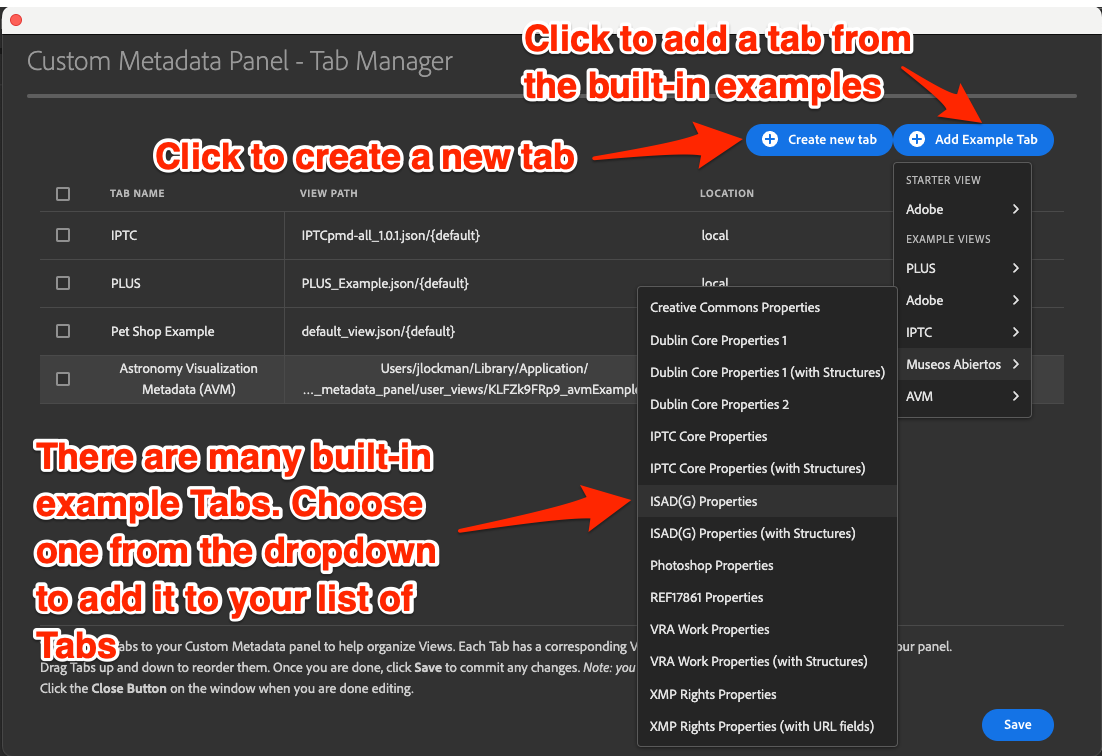 Custom Metadata Panel - Tab Manager
Click to add a tab from
the built-in examples
Click to create a new tab
Create new tab
Add Example Tab
TAB NAME
VIEW PATH
LOCATION
IPTC
IPTCpmd-all_1.0.1.json/{default}
local
PLUS
PLUS_Example.json/{default}
local
Pet Shop Example
default_view.json/{default}
Astronomy Visualization
Metadata (AVM)
Users/jlockman/Library/Application/
…_metadata_panel/user_views/KLFZk9FRp9_avmExample
STARTER VIEW
Adobe
EXAMPLE VIEWS
PLUS
Adobe
IPTC
Museos Abiertos
AVM
Creative Commons Properties
Dublin Core Properties 1
Dublin Core Properties 1 (with Structures)
Dublin Core Properties 2
IPTC Core Properties
IPTC Core Properties (with Structures)
ISAD(G) Properties
ISAD(G) Properties (with Structures)
Photoshop Properties
REF17861 Properties
VRA Work Properties
VRA Work Properties (with Structures)
XMP Rights Properties
XMP Rights Properties (with URL fields)
There are many built-in
example Tabs. Choose
one from the dropdown
to add it to your list of
Tabs
to your Custom Metadata panel to help organize Views. Each Tab has a corresponding panel.
Drag Tabs up and down to reorder them. Once you are done, click Save to commit any changes. Note: you
Click the Close Button on the window when you are done editing.
Save